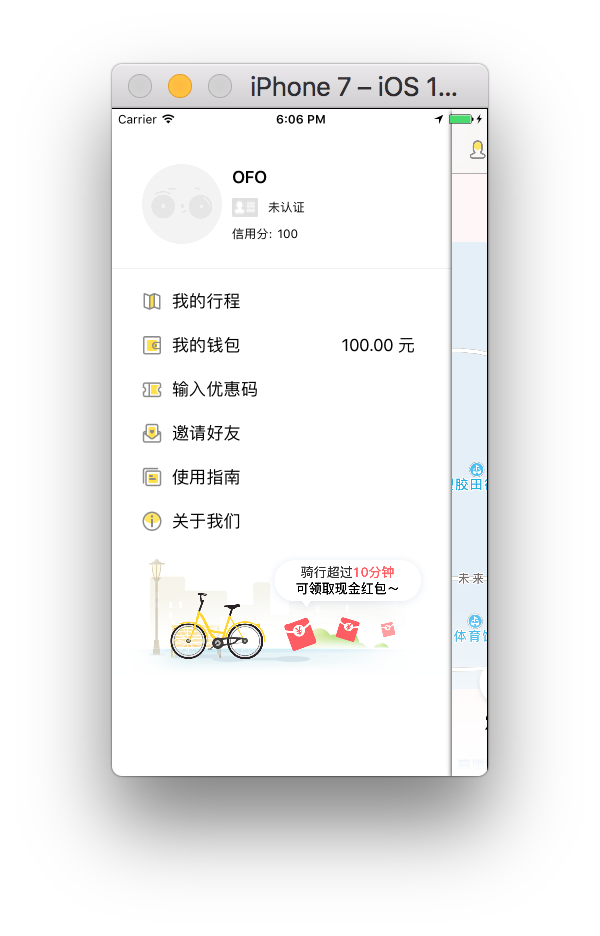 iPhone 7 – iOS 1...
Carrier
6:06 PM
OFO
未认证
信用分: 100
我的行程
我的钱包
100.00 元
输入优惠码
邀请好友
使用指南
关于我们
骑行超过10分钟
可领取现金红包～
胶田
未来
体育